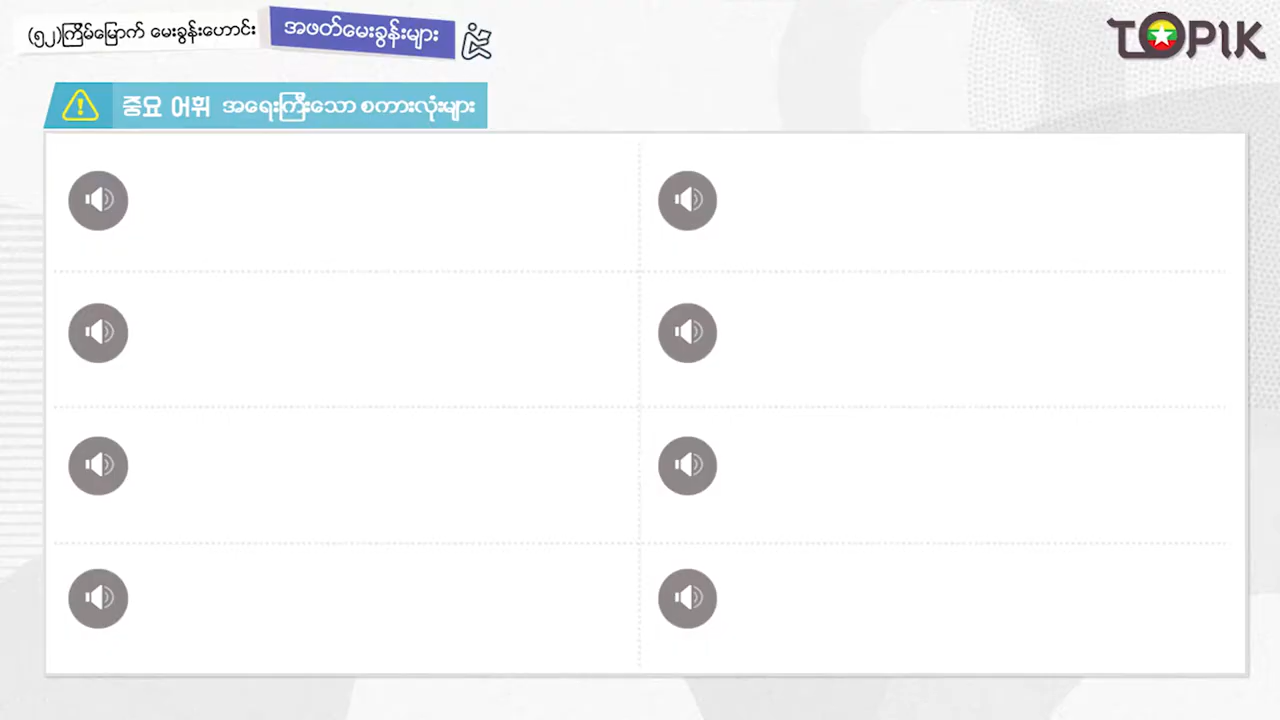 (၅၂)ကြိမ်မြောက် မေးခွန်းဟောင်း
အဖတ်မေးခွန်းများ
TOPIK
중요 어휘 အရေးကြီးသော စကားလုံးများ